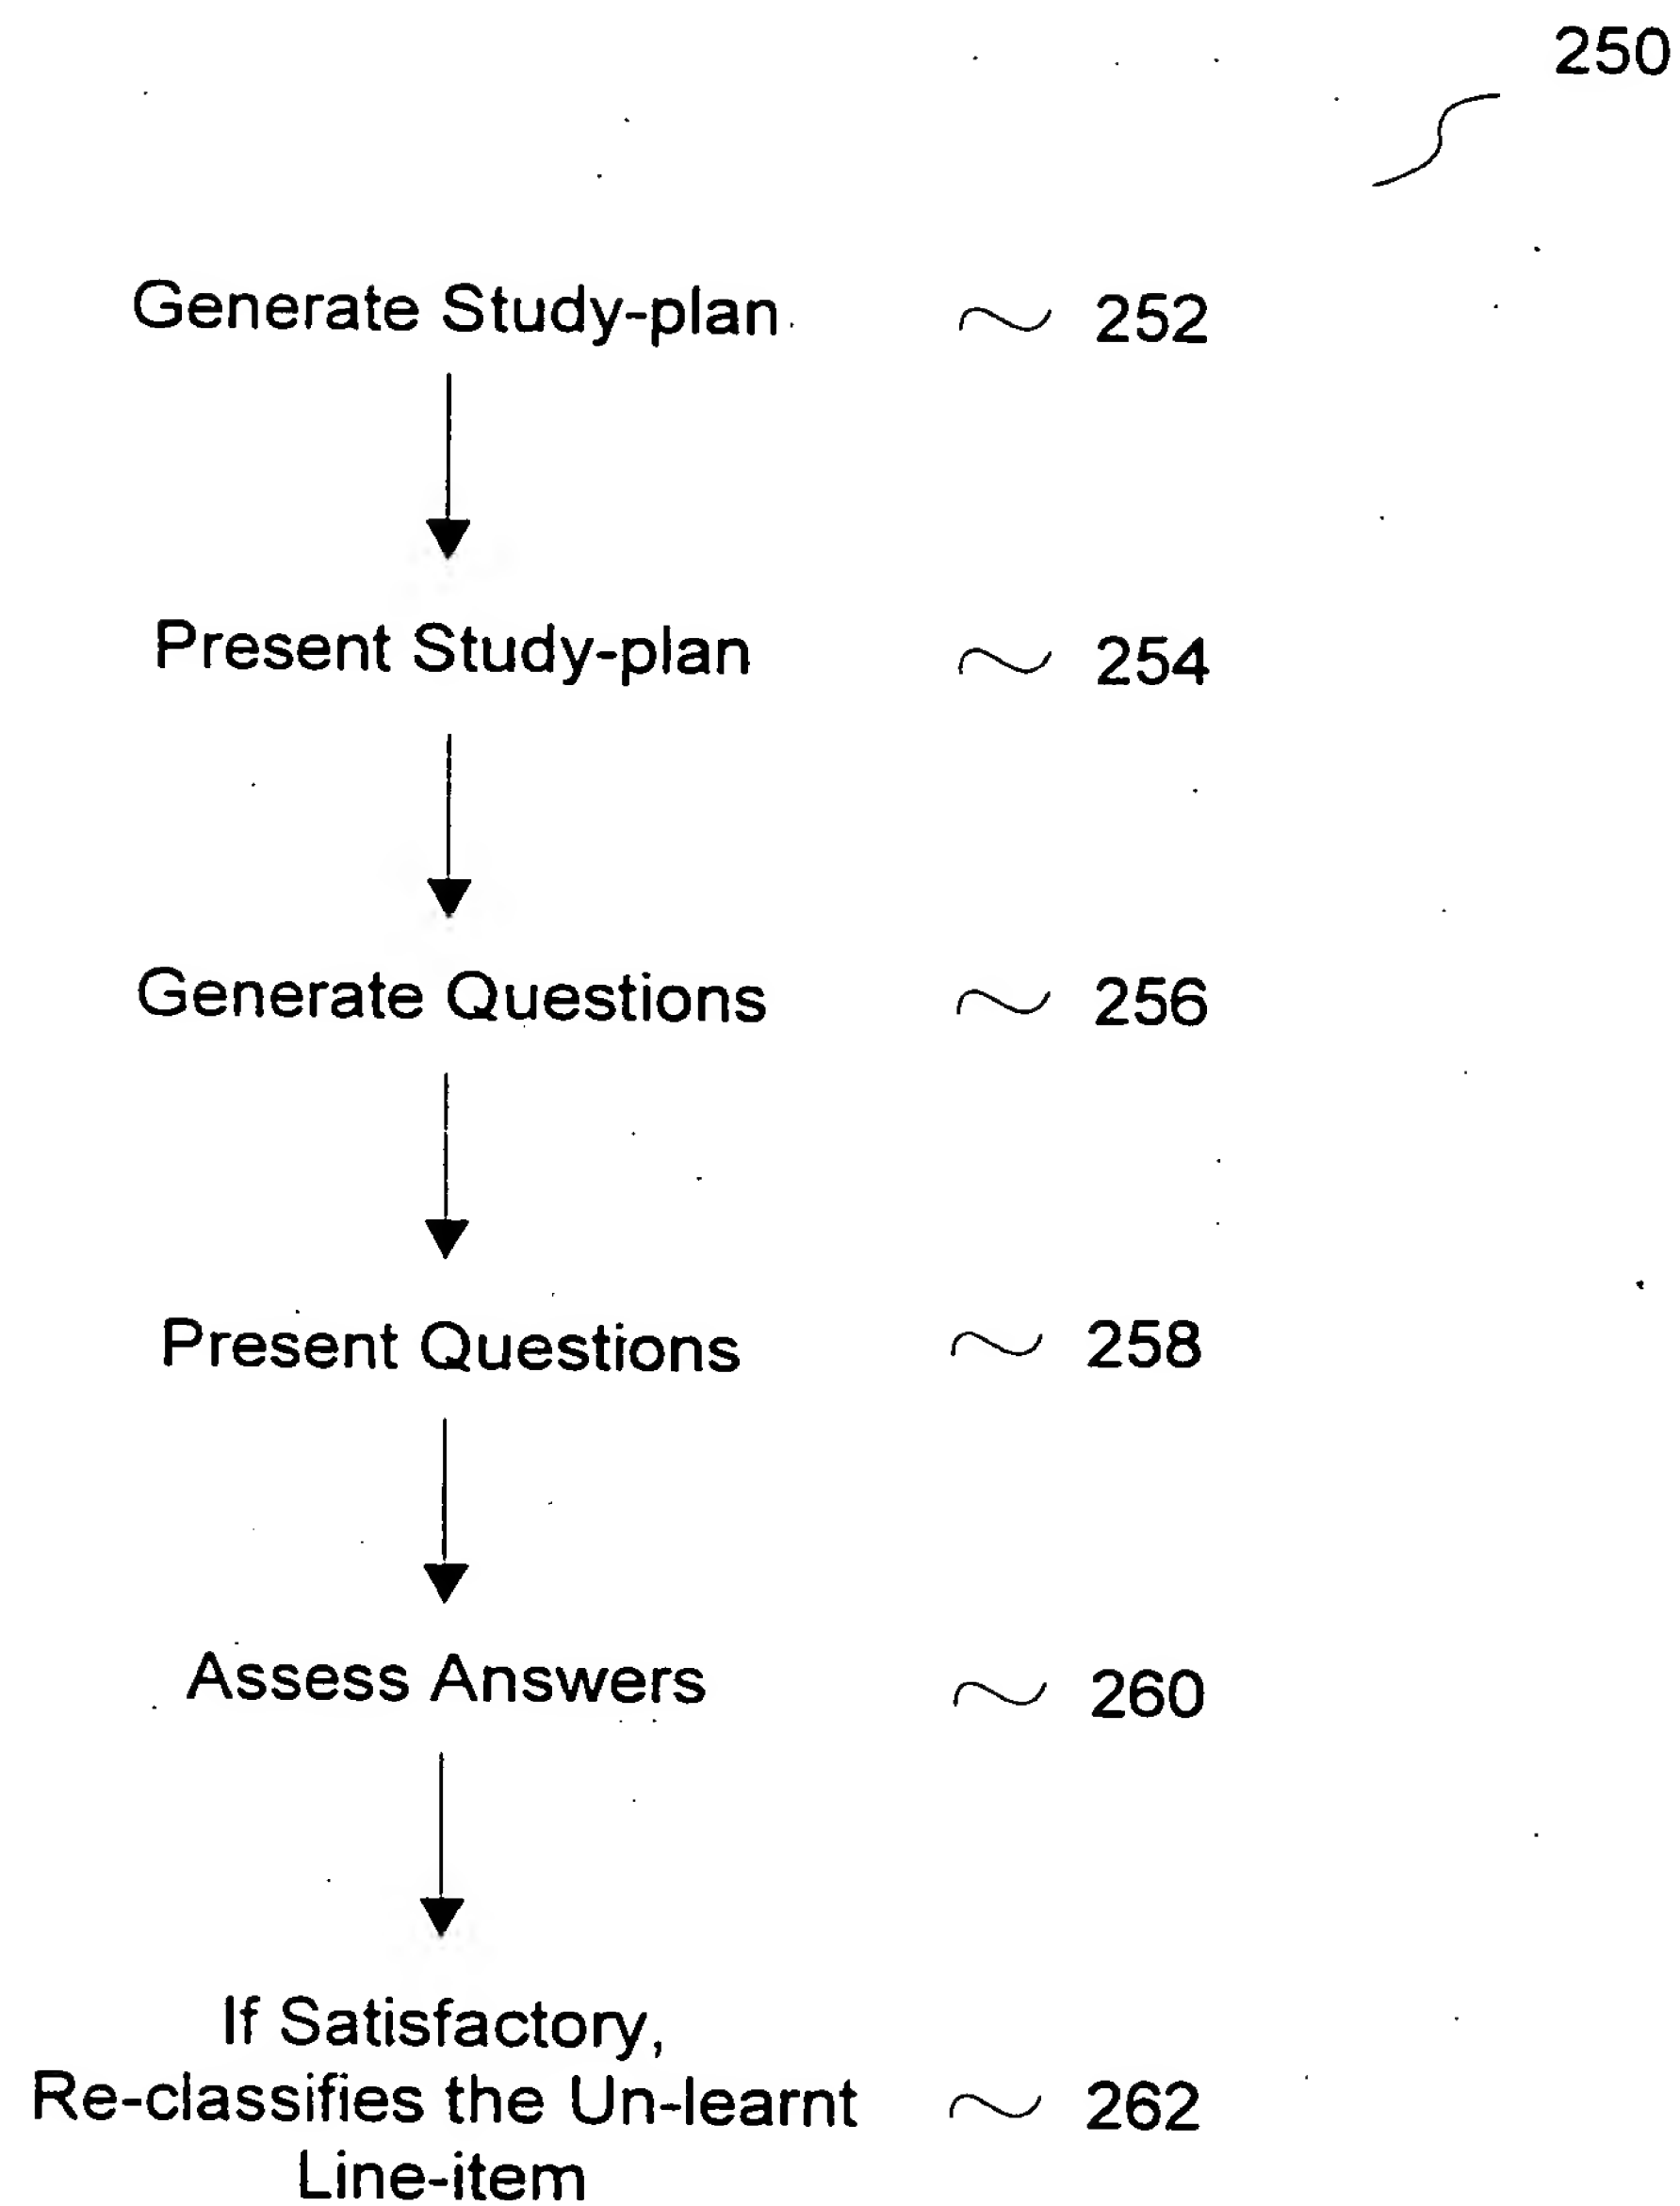 250
Generate Study-plan 252
Present Study-plan 254
Generate Questions 256
Present Questions 258
Assess Answers 260
If Satisfactory,
Re-classifies the Un-learnt 262
Line-item